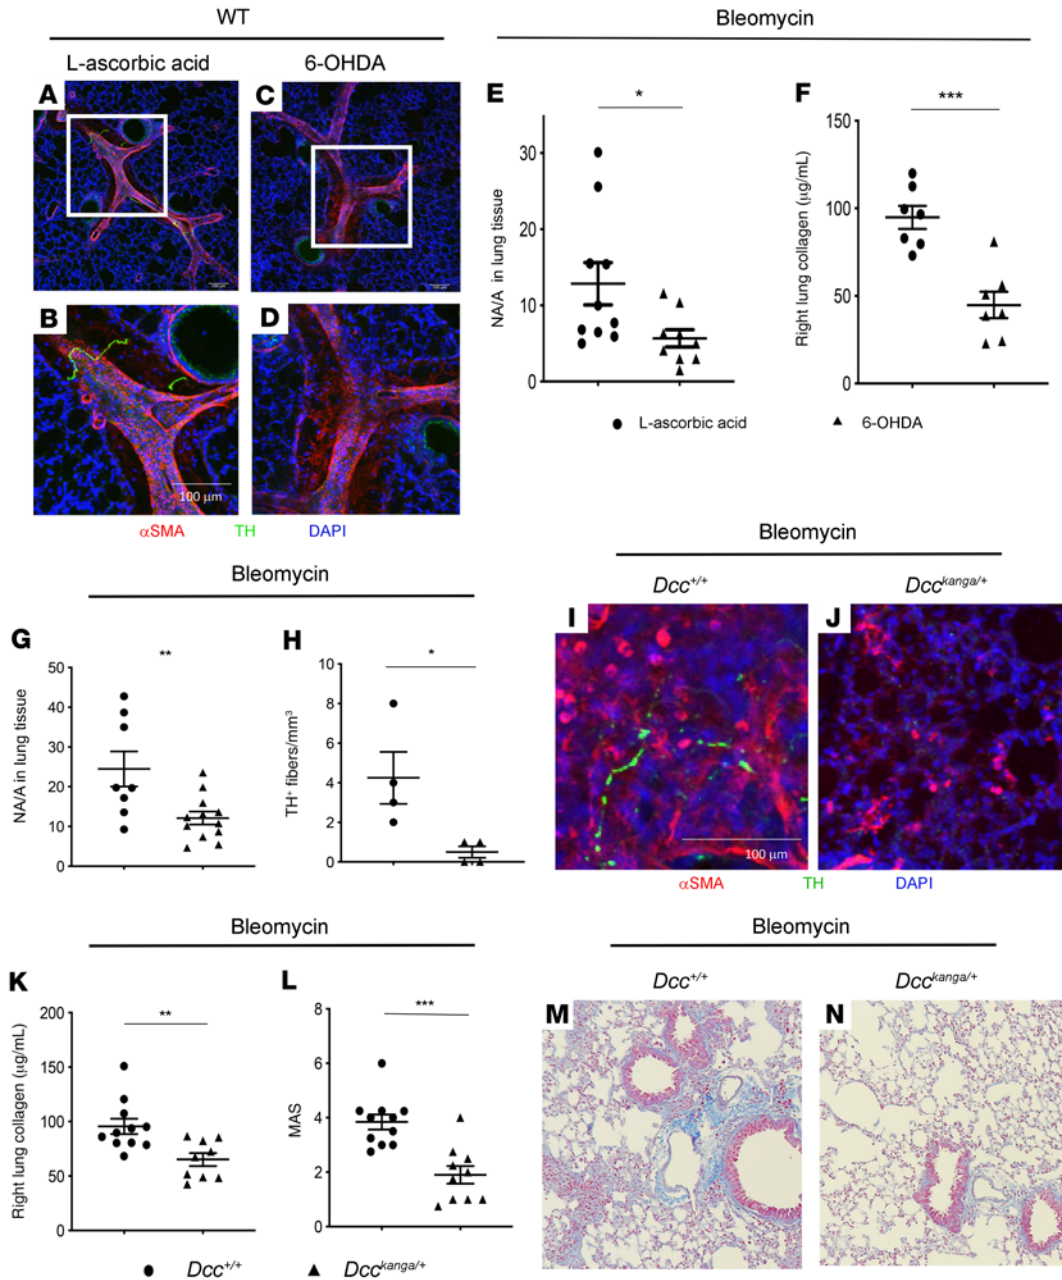 WT
Bleomycin
L-ascorbic acid
6-OHDA
A
C
E
F
*
***
NA/A in lung tissue
30
20
10
0
Right lung collagen (µg/mL)
150
100
50
0
B
D
100 µm
L-ascorbic acid
6-OHDA
αSMA
TH
DAPI
Bleomycin
Bleomycin
Dcc+/+
Dcckanga/+
G
H
I
J
**
*
NA/A in lung tissue
50
40
30
20
10
0
TH+ fibers/mm3
10
8
6
4
2
0
100 µm
αSMA
TH
DAPI
Bleomycin
Bleomycin
Dcc+/+
Dcckanga/+
K
L
M
N
**
***
Right lung collagen (µg/mL)
200
150
100
50
0
MAS
8
6
4
2
0
Dcc+/+
Dcckanga/+